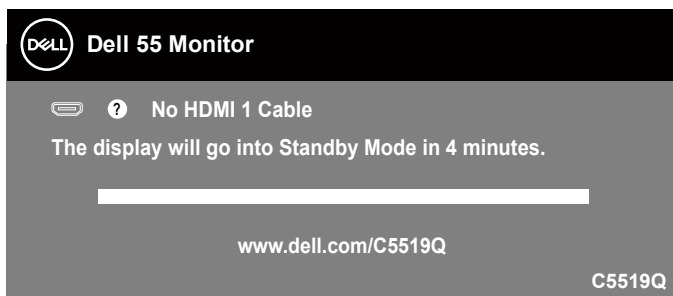 DELL Dell 55 Monitor
? No HDMI 1 Cable
The display will go into Standby Mode in 4 minutes.
www.dell.com/C5519Q
C5519Q